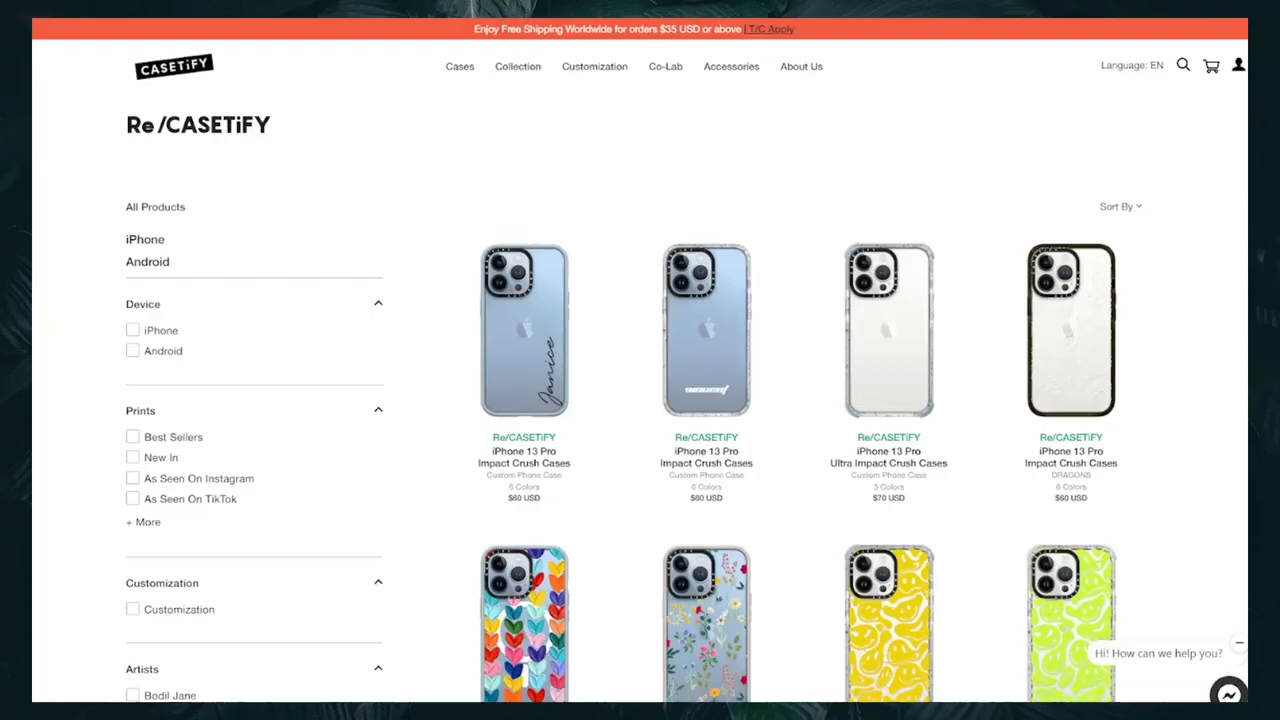 Enjoy Free Shipping Worldwide for orders $35 USD or above | T/C Apply
CASETiFY
Cases
Collection
Customization
Co-Lab
Accessories
About Us
Language: EN
Re/CASETiFY
All Products
Sort By
iPhone
Android
Device
iPhone
Android
Prints
Best Sellers
New In
As Seen On Instagram
As Seen On TikTok
+ More
Customization
Customization
Artists
Bodil Jane
Janice
Re/CASETiFY
iPhone 13 Pro
Impact Crush Cases
Custom Phone Case
6 Colors
$60 USD
Re/CASETiFY
iPhone 13 Pro
Impact Crush Cases
Custom Phone Case
6 Colors
$60 USD
Re/CASETiFY
iPhone 13 Pro
Ultra Impact Crush Cases
Custom Phone Case
5 Colors
$70 USD
Re/CASETiFY
iPhone 13 Pro
Impact Crush Cases
DRAGONS
6 Colors
$60 USD
Hi! How can we help you?